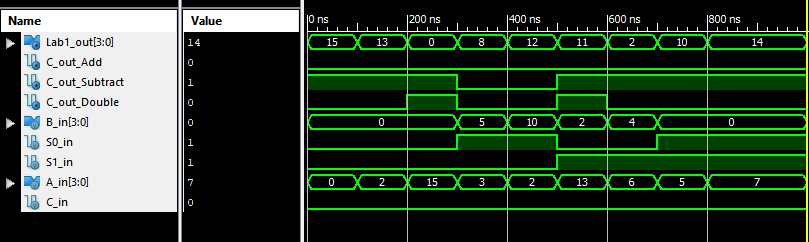 Name Value 0 ns 200 ns 400 ns 600 ns 800 ns
Lab1_out[3:0] 14 15 13 0 8 12 11 2 10 14
C_out_Add 0
C_out_Subtract 1
C_out_Double 0
B_in[3:0] 0 0 5 10 2 4 0
S0_in 1
S1_in 1
A_in[3:0] 7 0 2 15 3 2 13 6 5 7
C_in 0